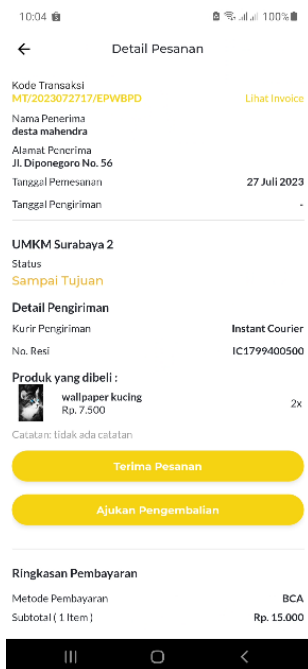 10:04
100%
Detail Pesanan
Kode Transaksi
MT/2023072717/EPWBPD Lihat Invoice
Nama Penerima
desta mahendra
Alamat Penerima
Jl. Diponegoro No. 56
Tanggal Pemesanan 27 Juli 2023
Tanggal Pengiriman -
UMKM Surabaya 2
Status
Sampai Tujuan
Detail Pengiriman
Kurir Pengiriman Instant Courier
No. Resi IC1799400500
Produk yang dibeli :
wallpaper kucing
Rp. 7.500 2x
Catatan: tidak ada catatan
Terima Pesanan
Ajukan Pengembalian
Ringkasan Pembayaran
Metode Pembayaran BCA
Subtotal ( 1 Item ) Rp. 15.000